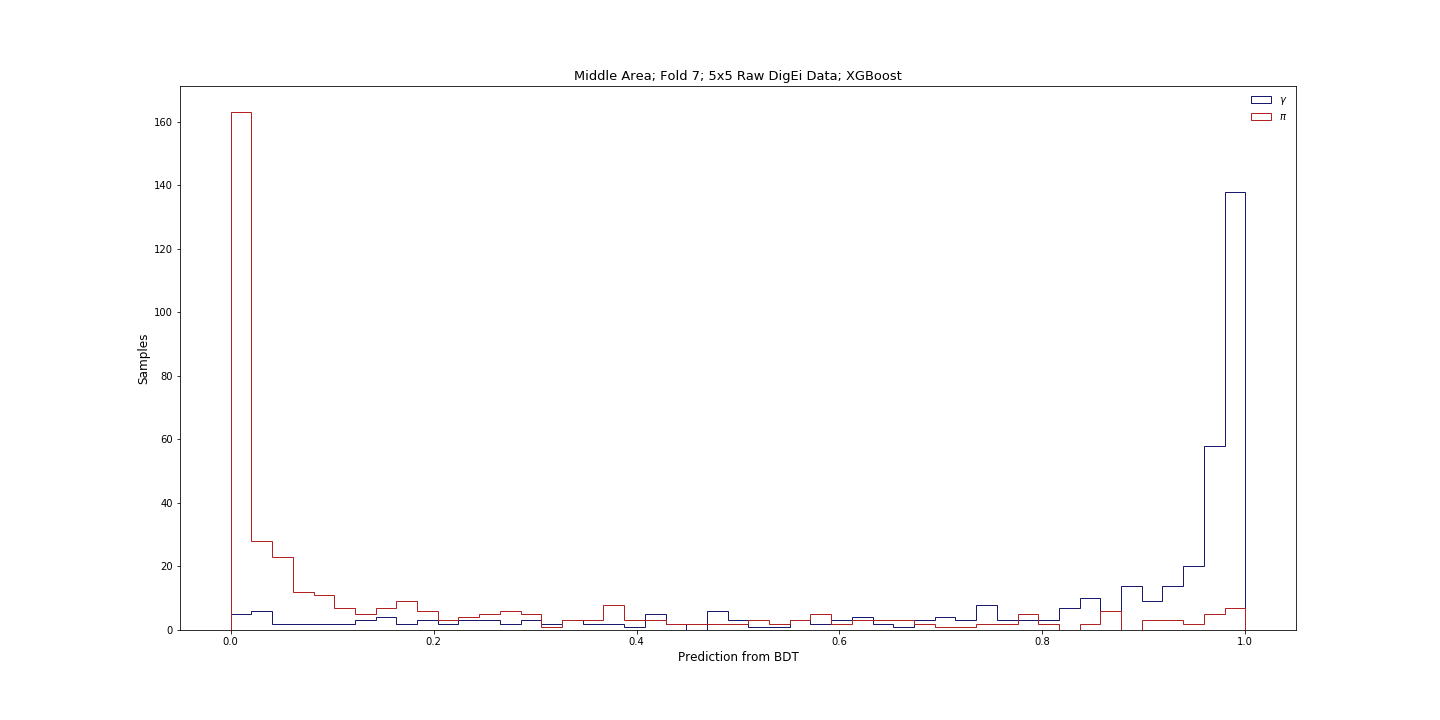 Middle Area; Fold 7; 5x5 Raw DigEi Data; XGBoost
γ
π
160
140
120
100
80
60
40
20
0
Samples
0.0 0.2 0.4 0.6 0.8 1.0
Prediction from BDT